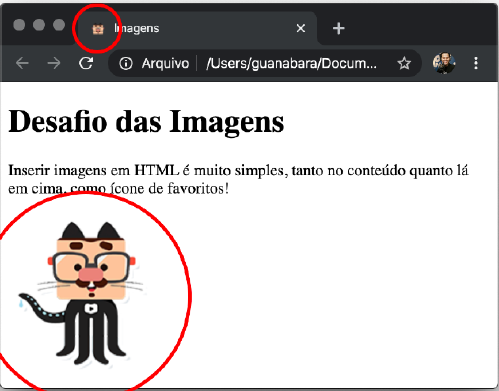 Imagens
Arquivo /Users/guanabara/Docum...
Desafio das Imagens
Inserir imagens em HTML é muito simples, tanto no conteúdo quanto lá
em cima, como ícone de favoritos!